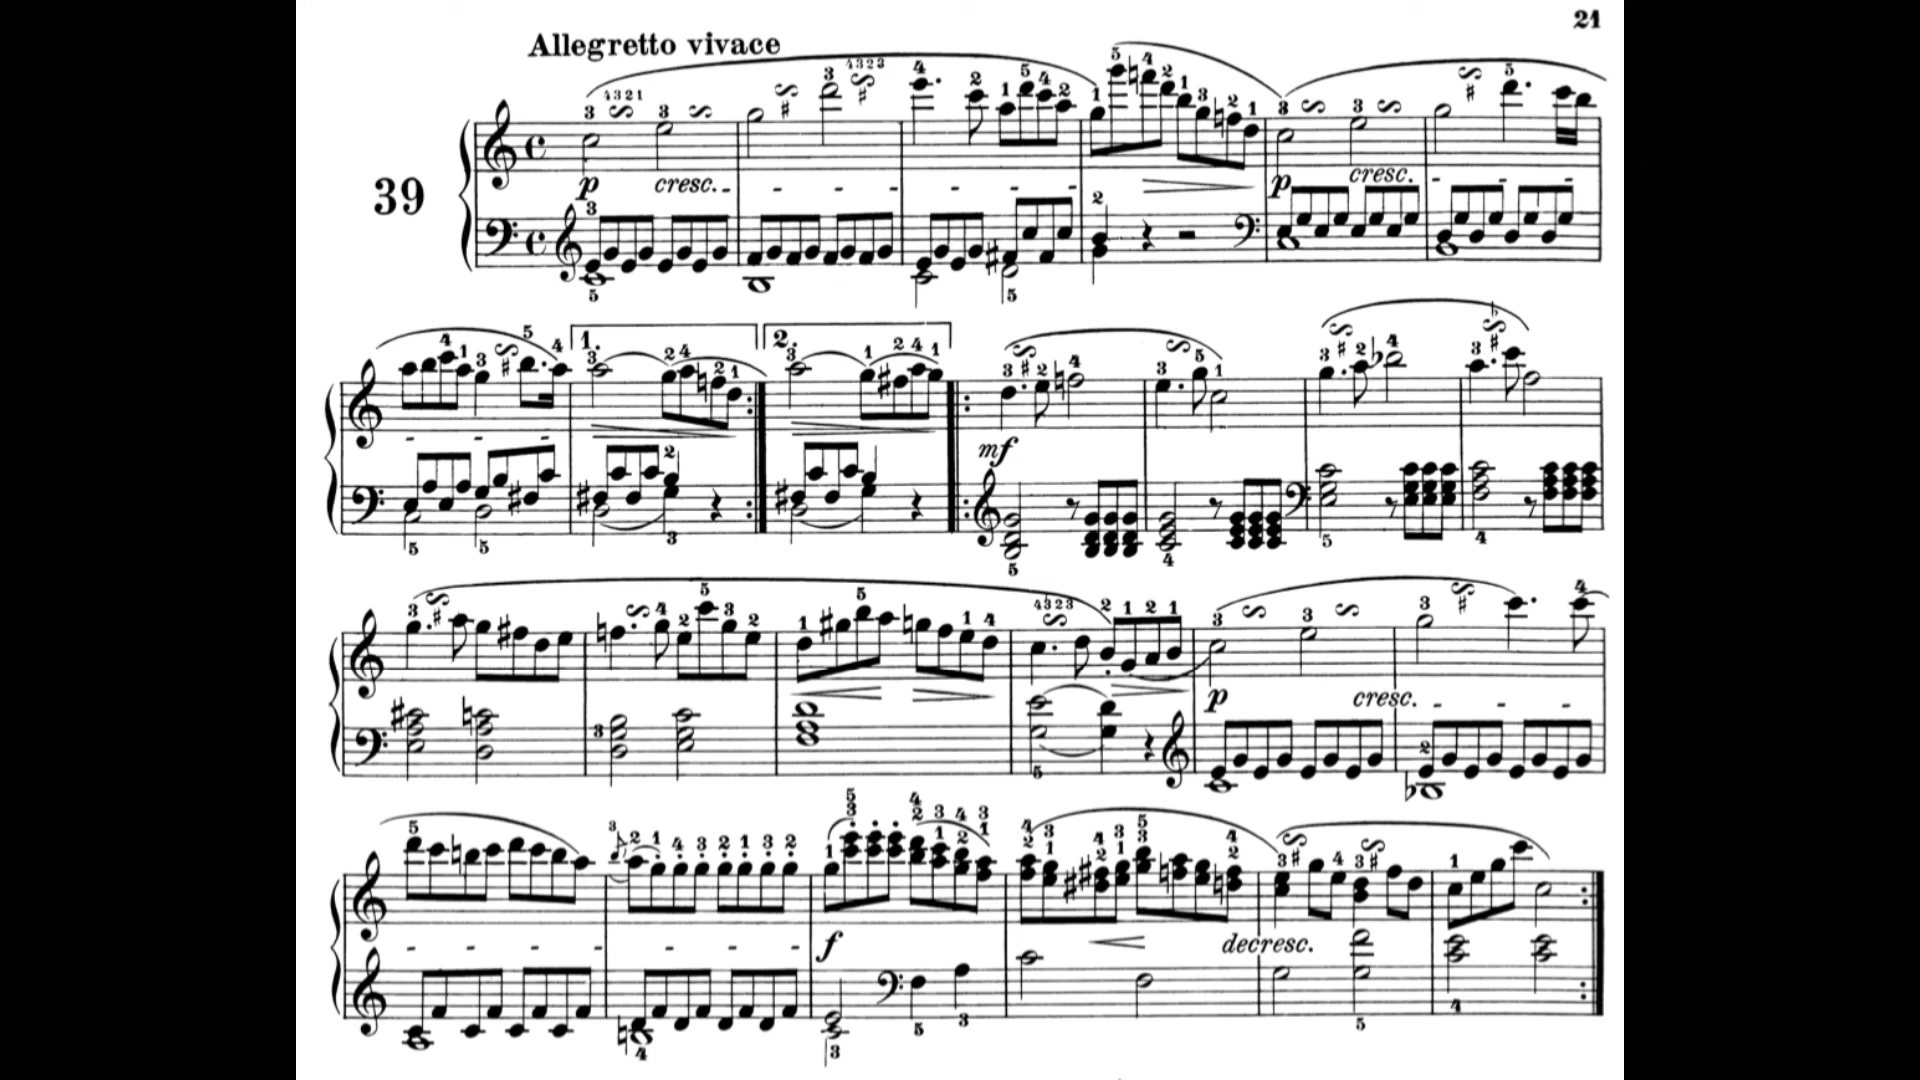 21
Allegretto vivace
39
p cresc. p cresc.
1. 2.
mf
p cresc.
f decresc.